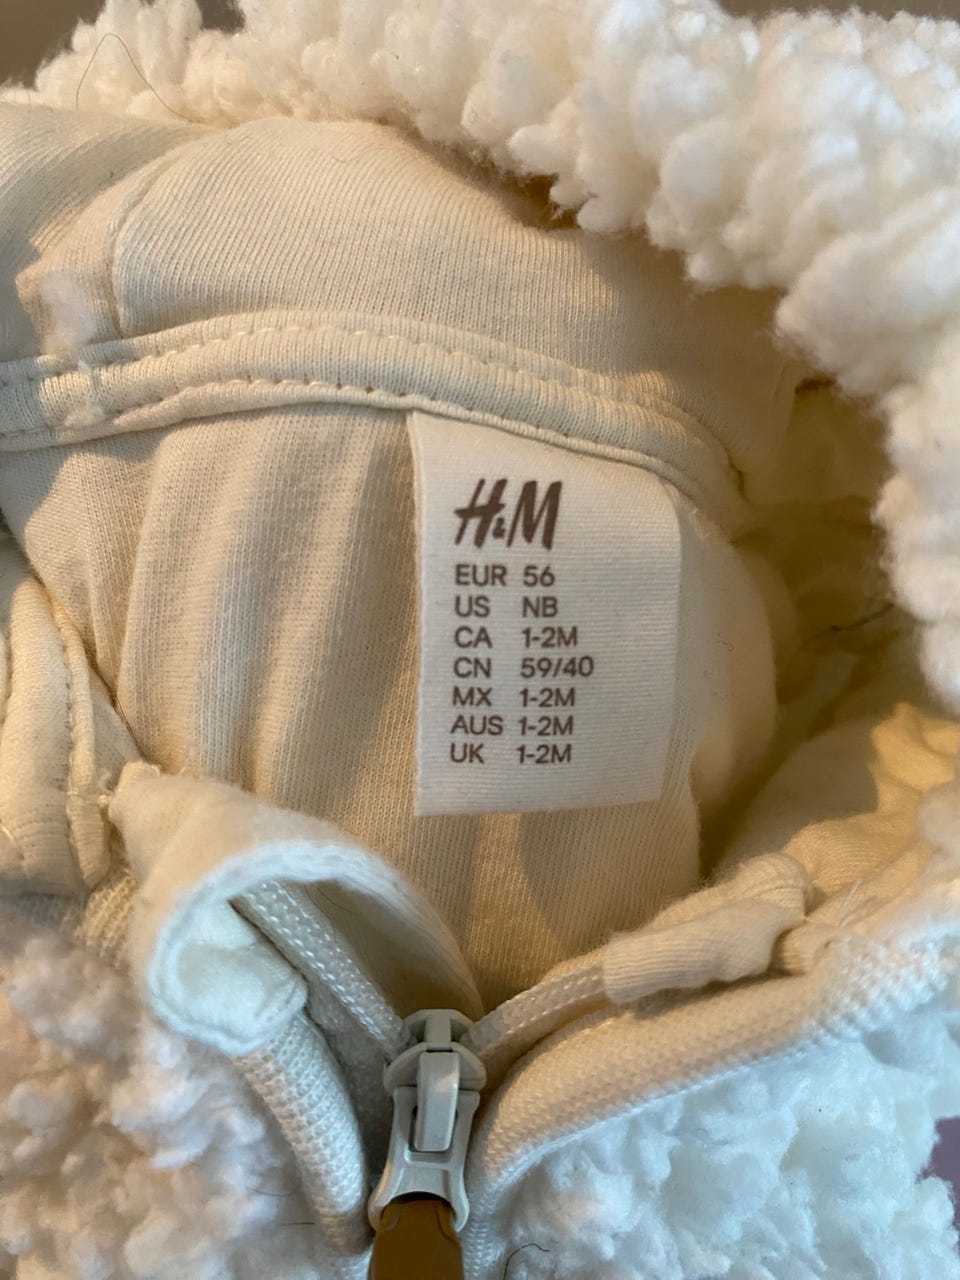 H&M
EUR 56
US NB
CA 1-2M
CN 59/40
MX 1-2M
AUS 1-2M
UK 1-2M